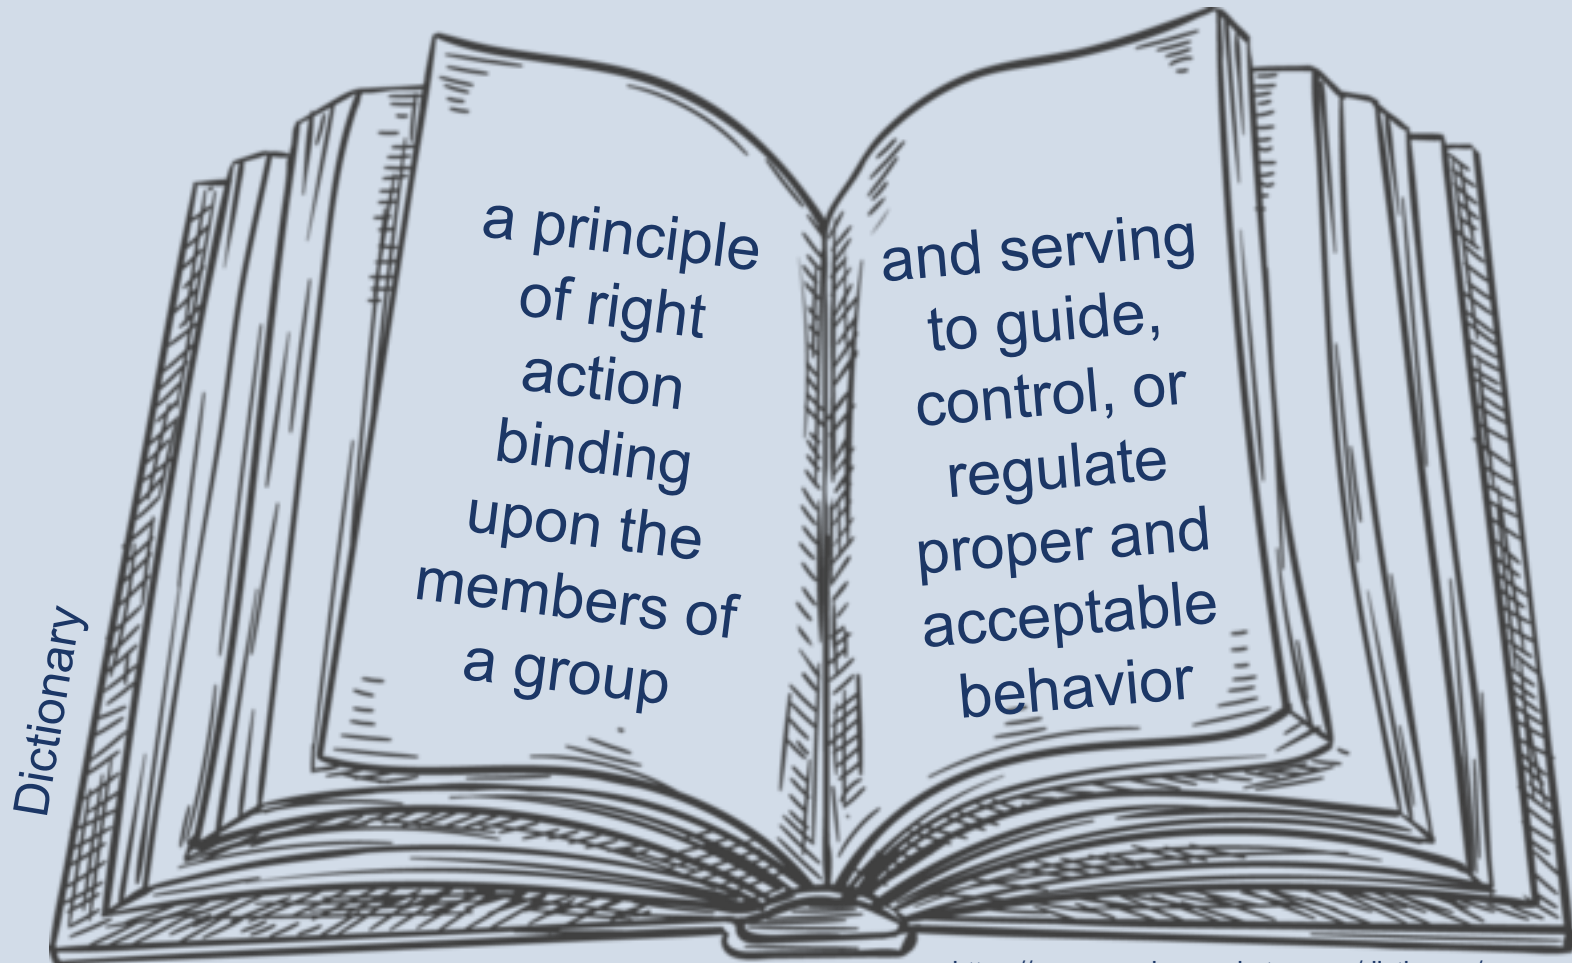 a principle
of right
action
binding
upon the
members of
a group
and serving
to guide,
control, or
regulate
proper and
acceptable
behavior
Dictionary